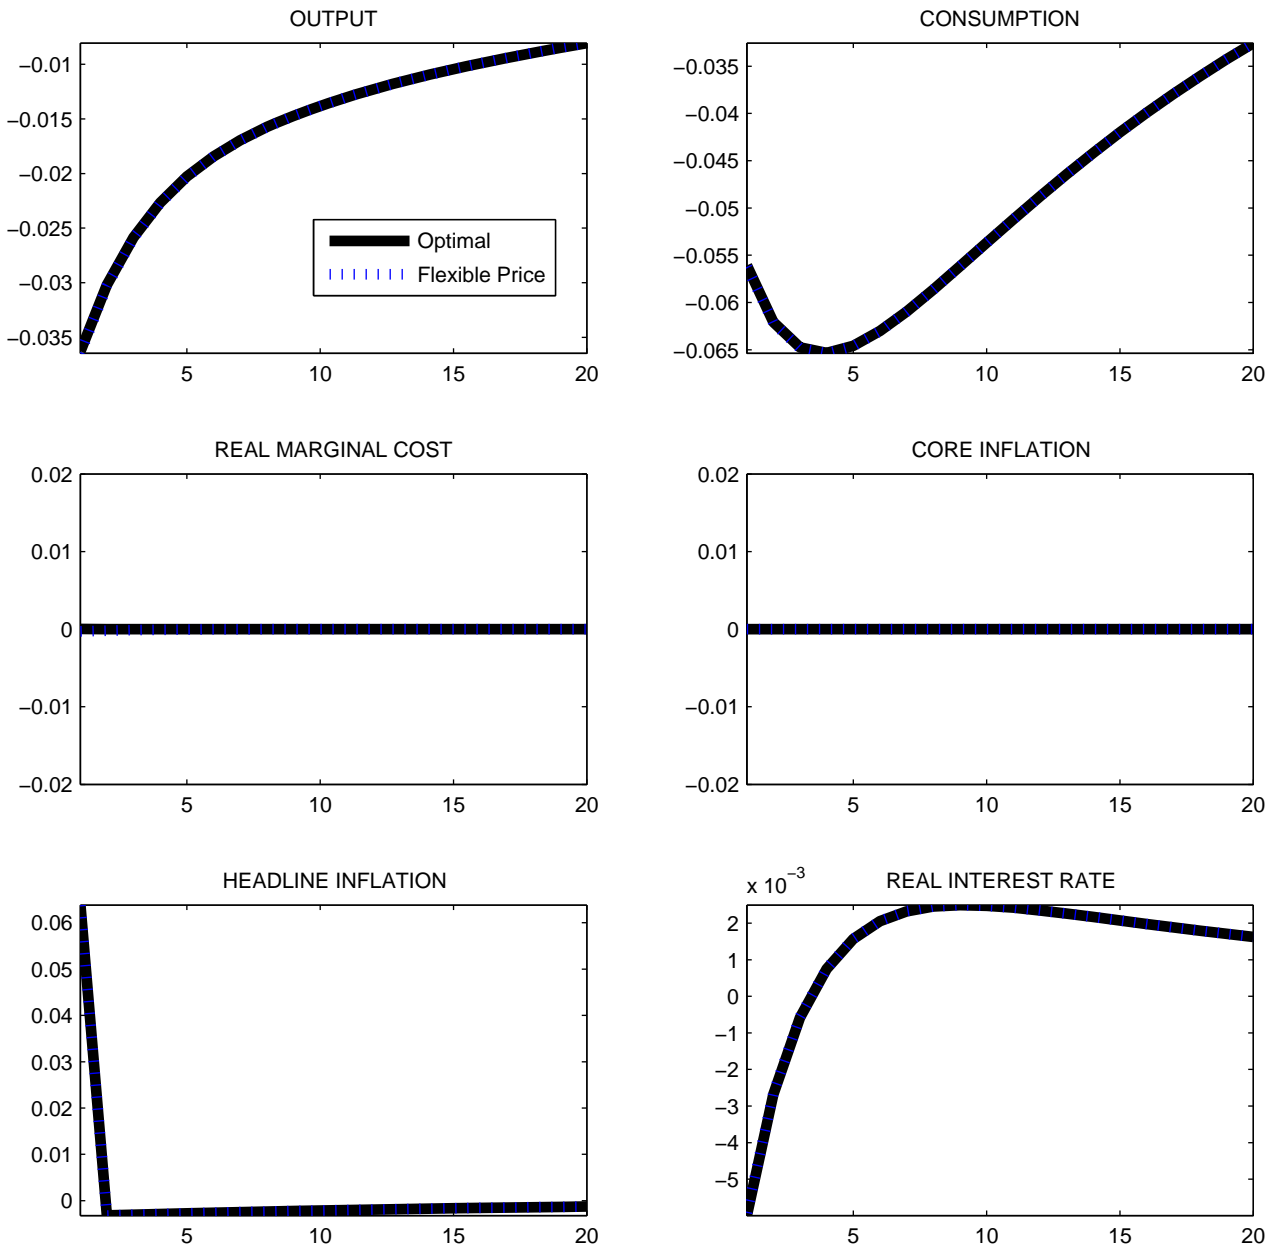 OUTPUT
−0.01
−0.015
−0.02
−0.025
−0.03
−0.035
5 10 15 20
Optimal
Flexible Price
CONSUMPTION
−0.035
−0.04
−0.045
−0.05
−0.055
−0.06
−0.065
5 10 15 20
REAL MARGINAL COST
0.02
0.01
0
−0.01
−0.02
5 10 15 20
CORE INFLATION
0.02
0.01
0
−0.01
−0.02
5 10 15 20
HEADLINE INFLATION
0.06
0.05
0.04
0.03
0.02
0.01
0
5 10 15 20
x 10−3
REAL INTEREST RATE
2
1
0
−1
−2
−3
−4
−5
5 10 15 20